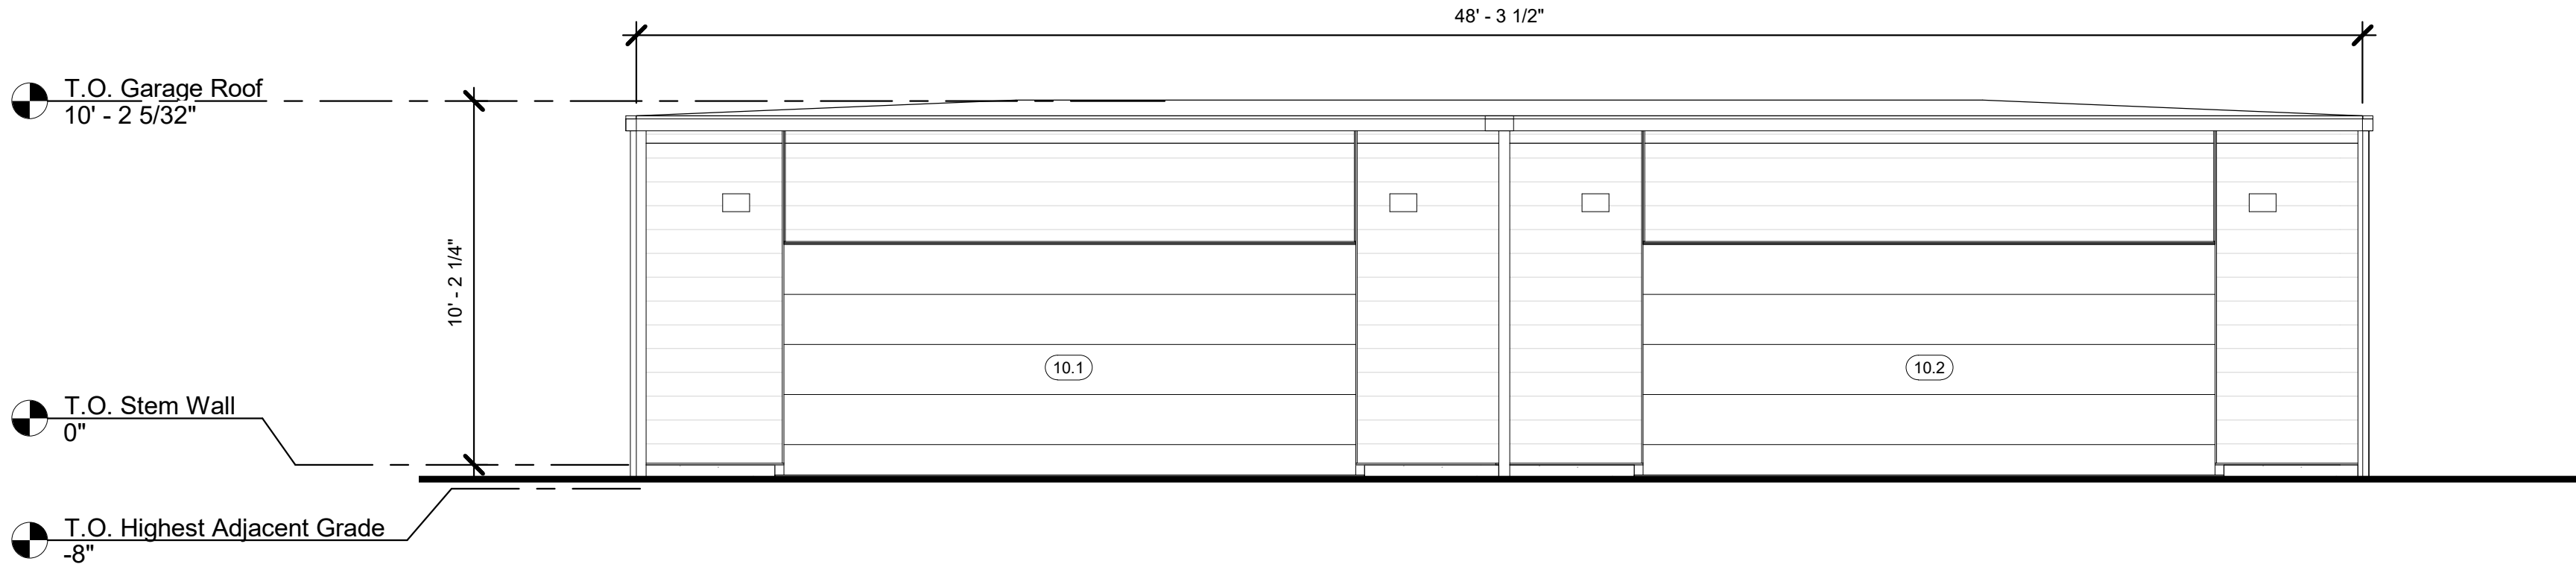 48' - 3 1/2"
T.O. Garage Roof
10' - 2 5/32"
10' - 2 1/4"
10.1
10.2
T.O. Stem Wall
0"
T.O. Highest Adjacent Grade
-8"